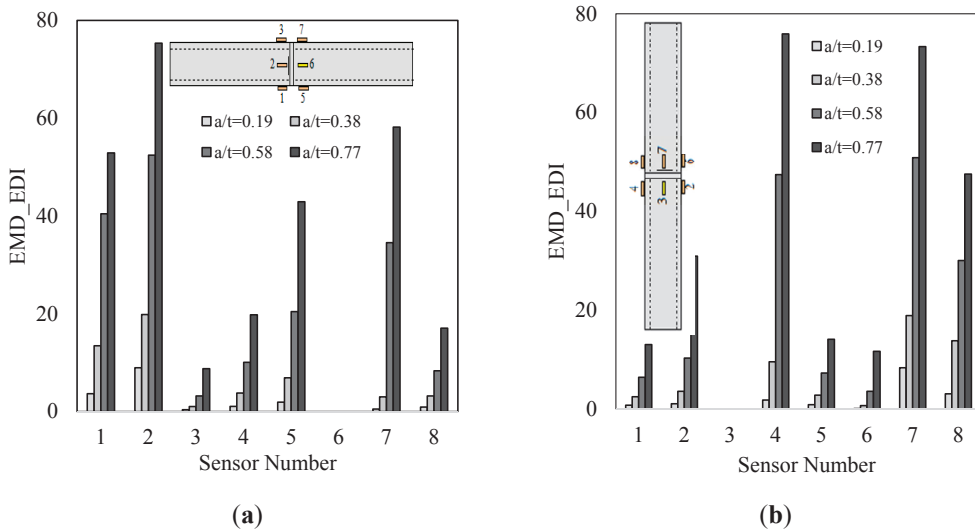 80
60
40
20
0
EMD_EDI
3 7
2 6
1 5
a/t=0.19 a/t=0.38
a/t=0.58 a/t=0.77
1 2 3 4 5 6 7 8
Sensor Number
(a)
80
60
40
20
0
EMD_EDI
8 7 6
4 3 2
a/t=0.19
a/t=0.38
a/t=0.58
a/t=0.77
1 2 3 4 5 6 7 8
Sensor Number
(b)